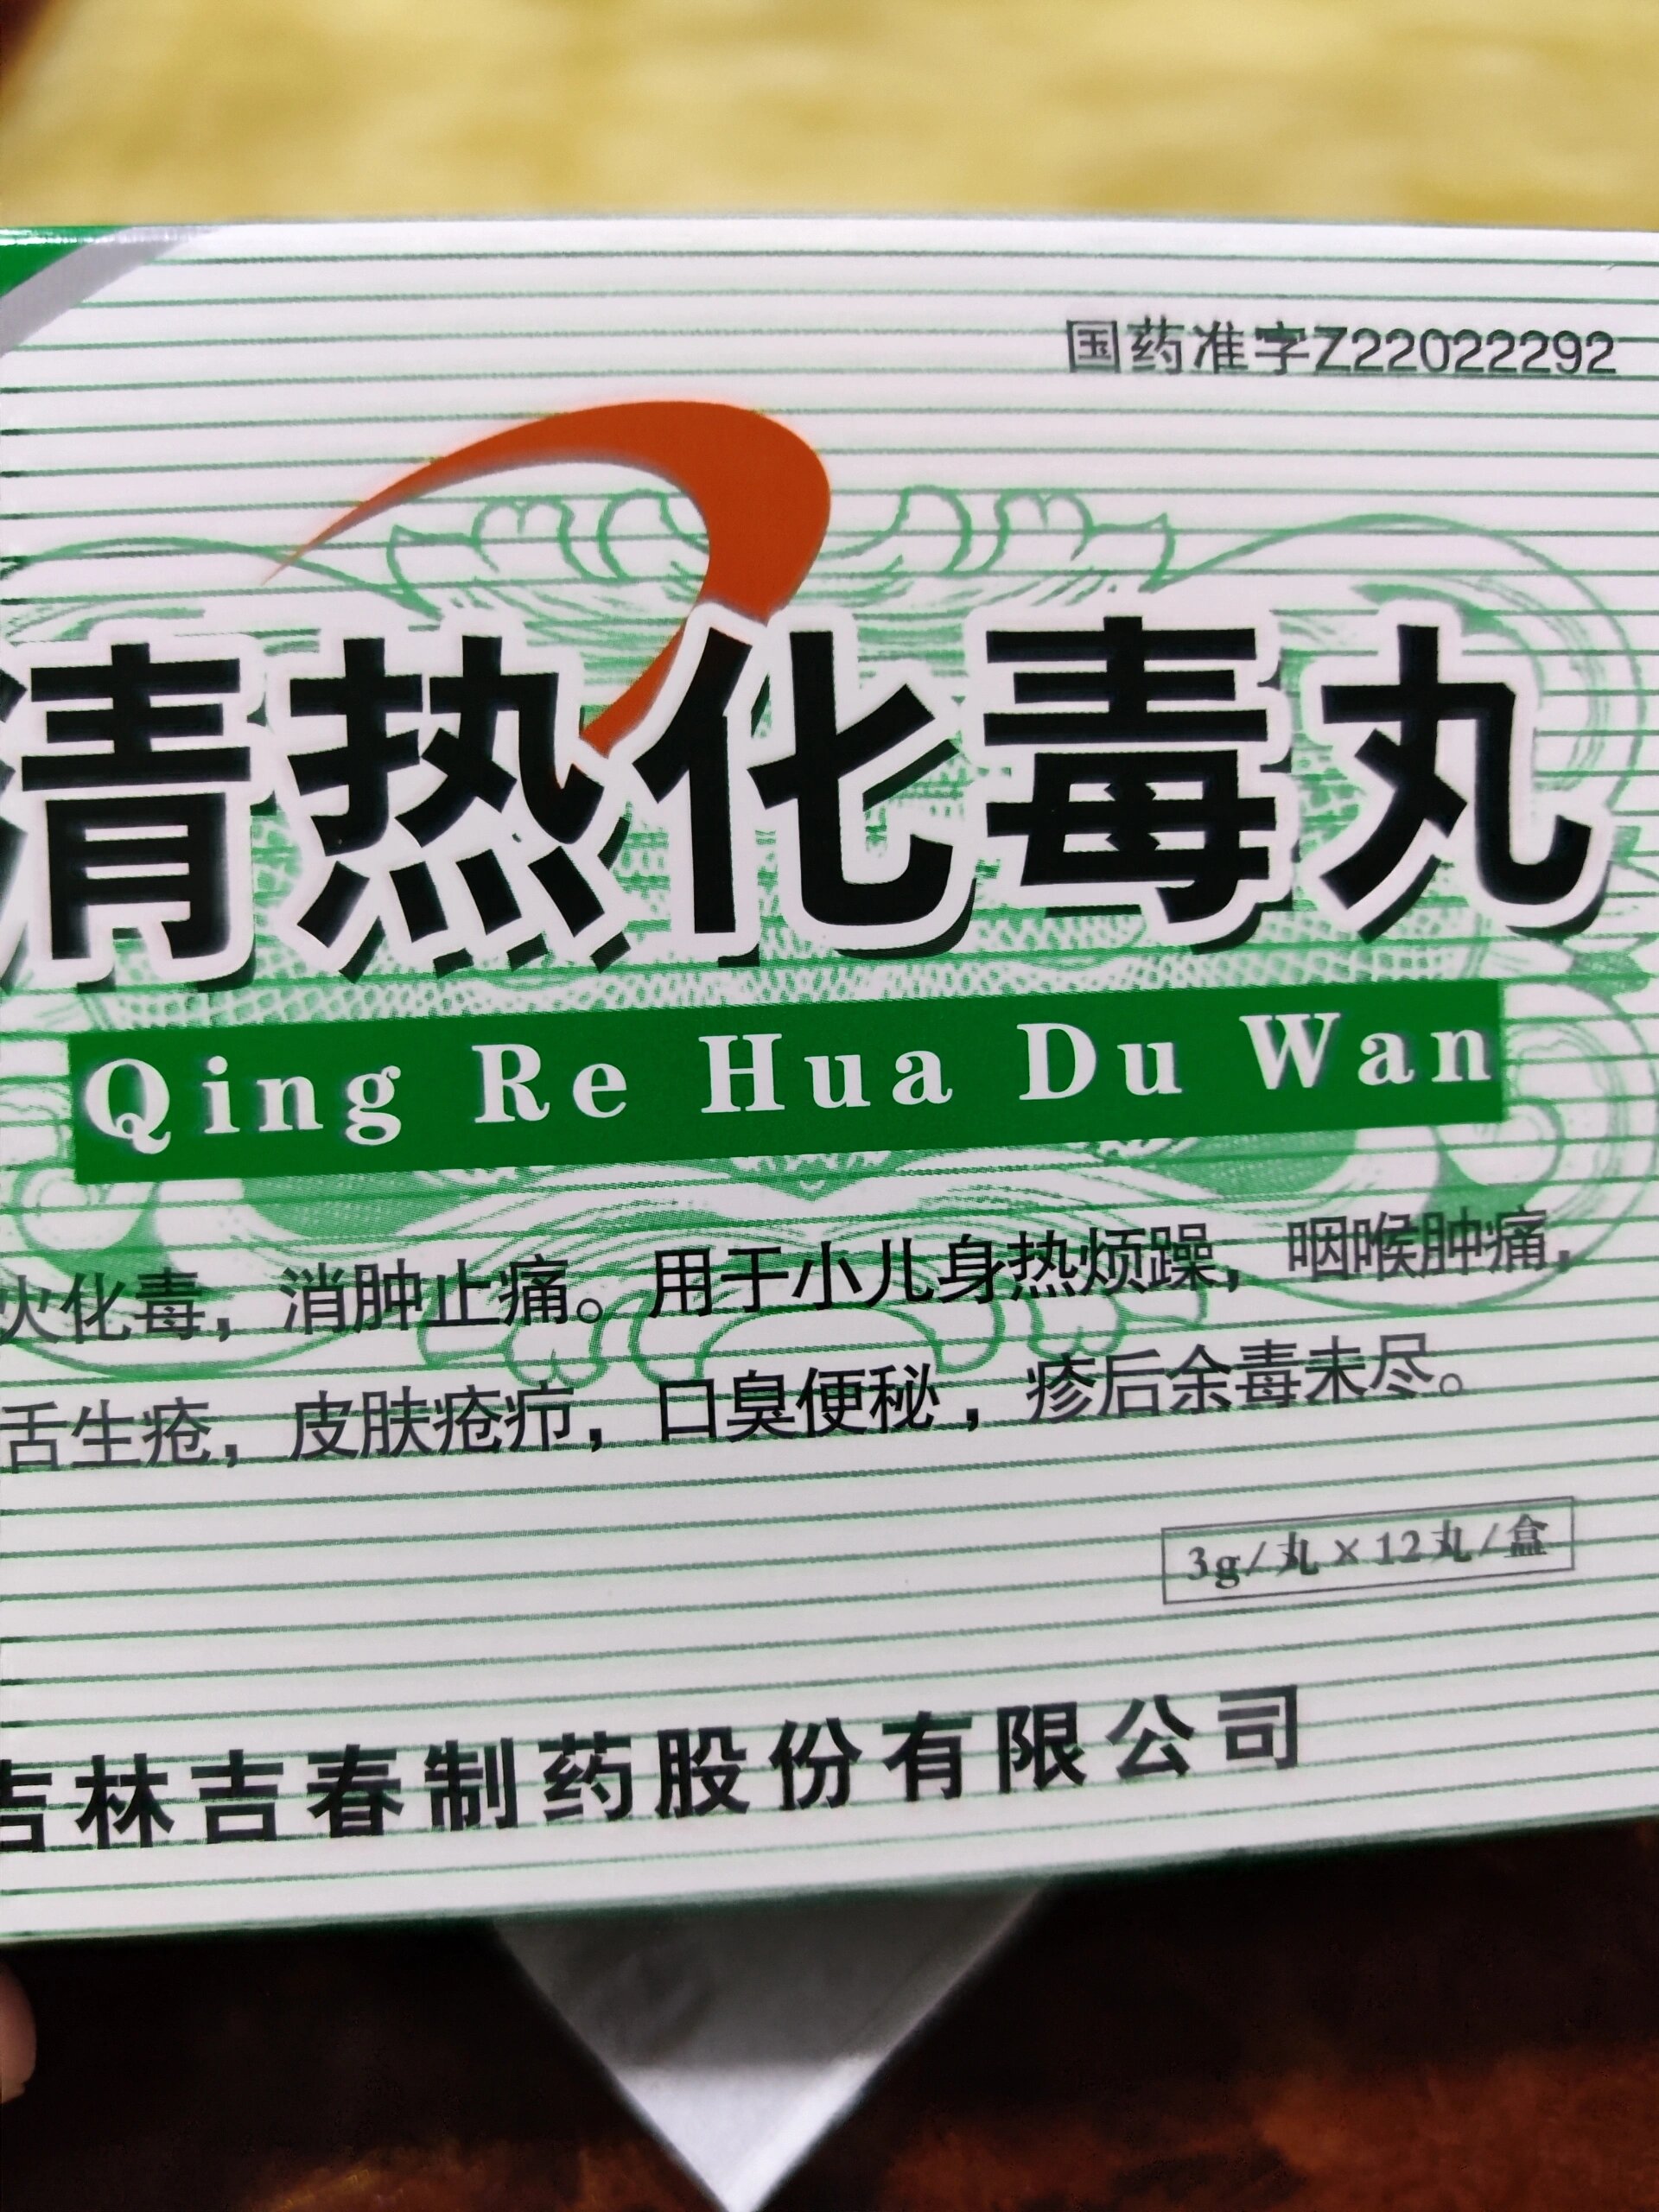 国药准字Z22022292
清热化毒丸
Qing Re Hua Du Wan
火化毒，消肿止痛。用于小儿身热烦躁，咽喉肿痛，
舌生疮，皮肤疮疖，口臭便秘，疹后余毒未尽。
3g/丸×12丸/盒
吉林吉春制药股份有限公司